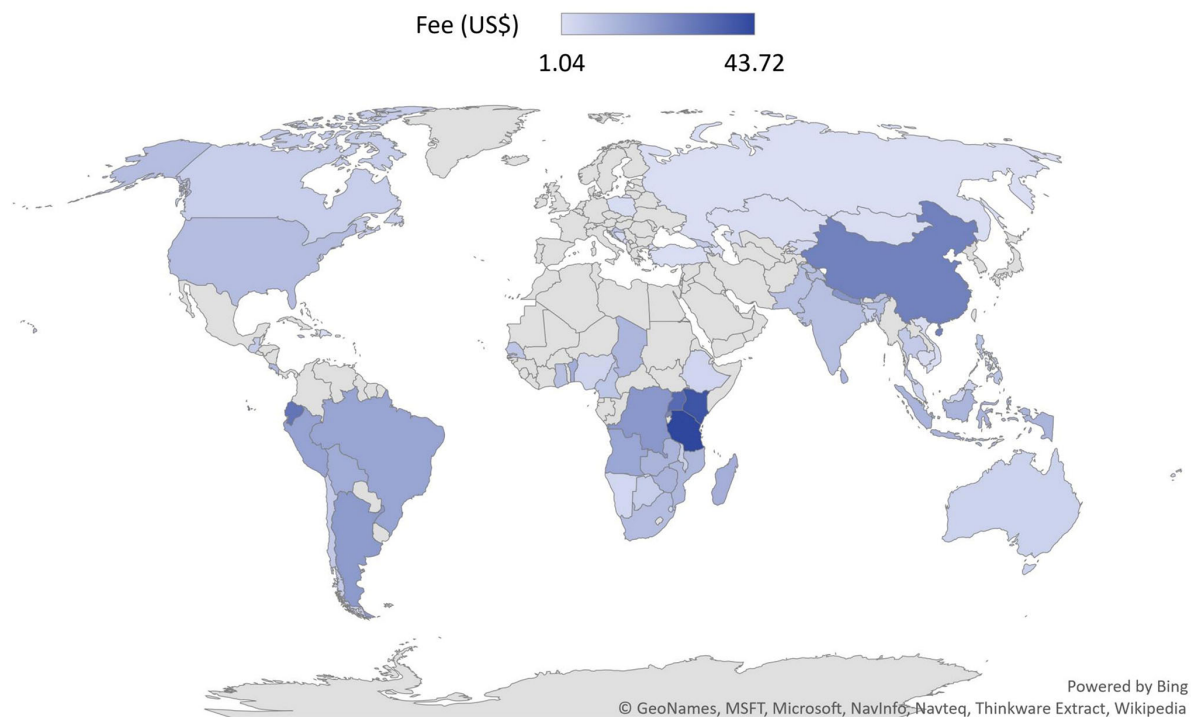 Fee (US$)
1.04 43.72
Powered by Bing
© GeoNames, MSFT, Microsoft, NavInfo, Navteq, Thinkware Extract, Wikipedia